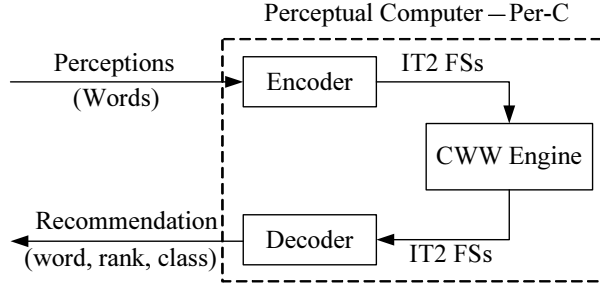 Perceptual Computer – Per-C
Perceptions
(Words)
Encoder
IT2 FSs
CWW Engine
Recommendation
(word, rank, class)
Decoder
IT2 FSs